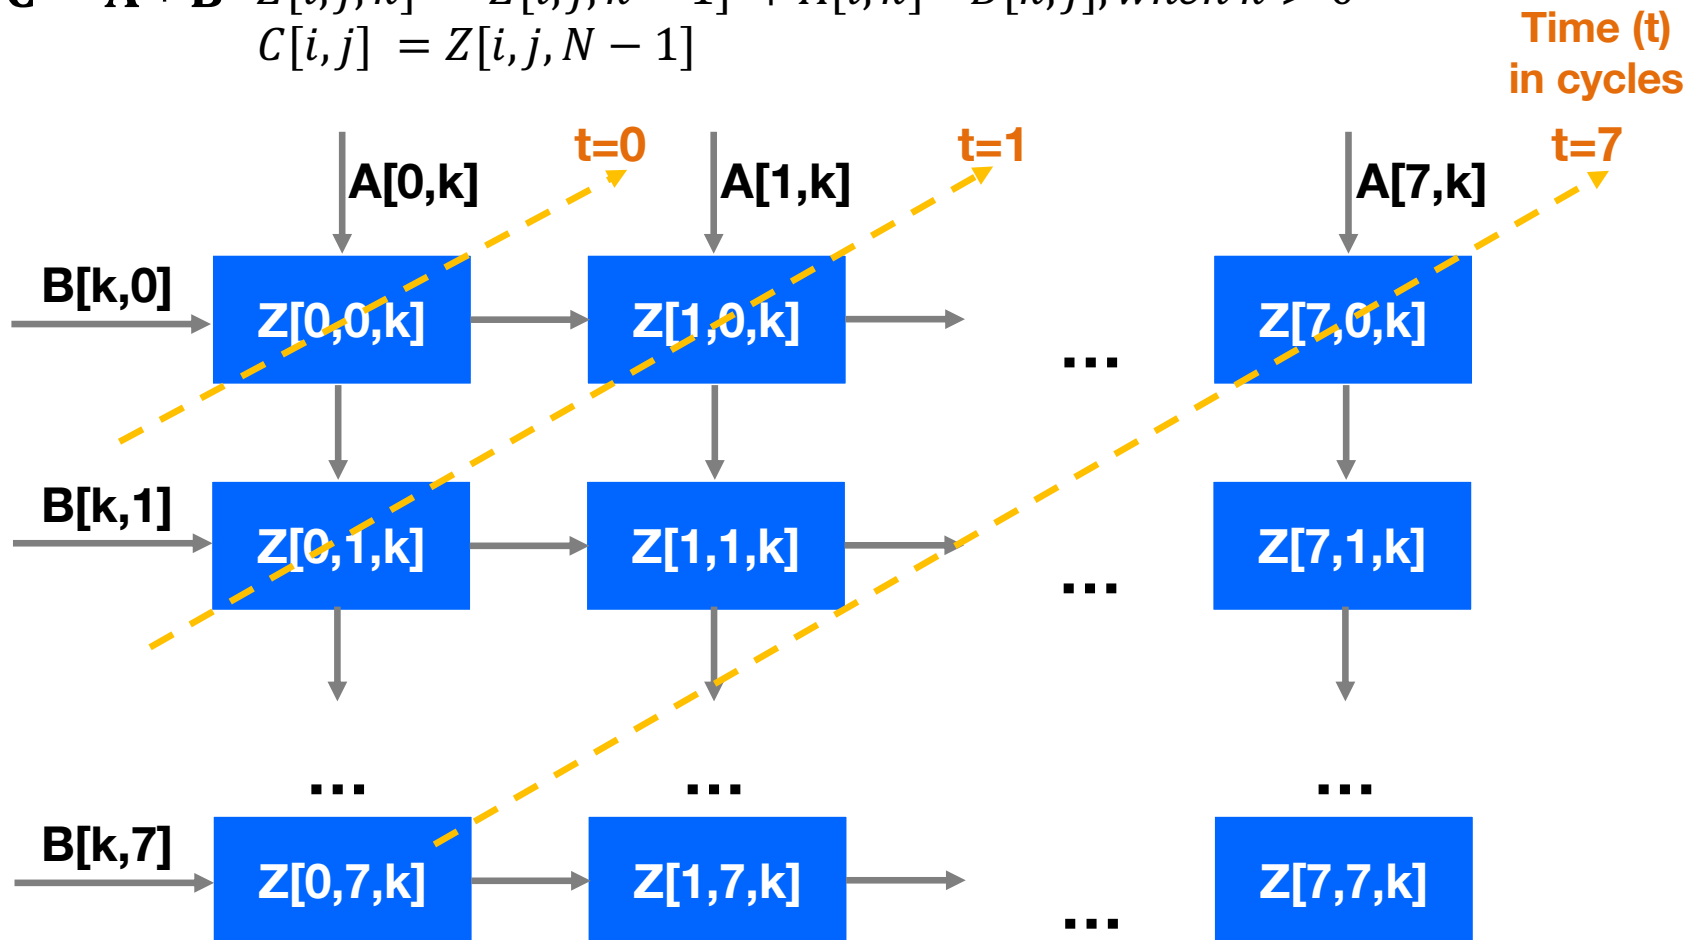 C[i,j] = Z[i,j,N − 1]
Time (t)
in cycles
t=0
t=1
t=7
A[0,k]
A[1,k]
A[7,k]
B[k,0]
Z[0,0,k]
Z[1,0,k]
...
Z[7,0,k]
B[k,1]
Z[0,1,k]
Z[1,1,k]
...
Z[7,1,k]
...
...
...
B[k,7]
Z[0,7,k]
Z[1,7,k]
...
Z[7,7,k]